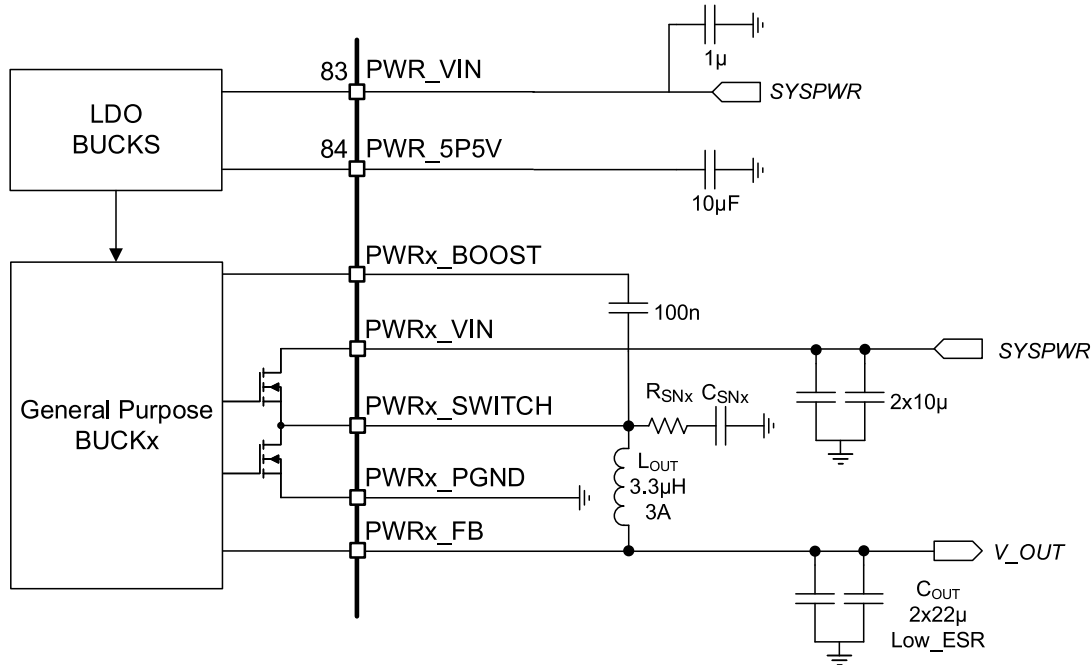 LDO
BUCKS
83
PWR_VIN
1µ
SYSPWR
84
PWR_5P5V
10µF
General Purpose
BUCKx
PWRx_BOOST
100n
PWRx_VIN
SYSPWR
2x10µ
PWRx_SWITCH
RSNx
CSNx
LOUT
3.3µH
3A
PWRx_PGND
PWRx_FB
V_OUT
COUT
2x22µ
Low_ESR